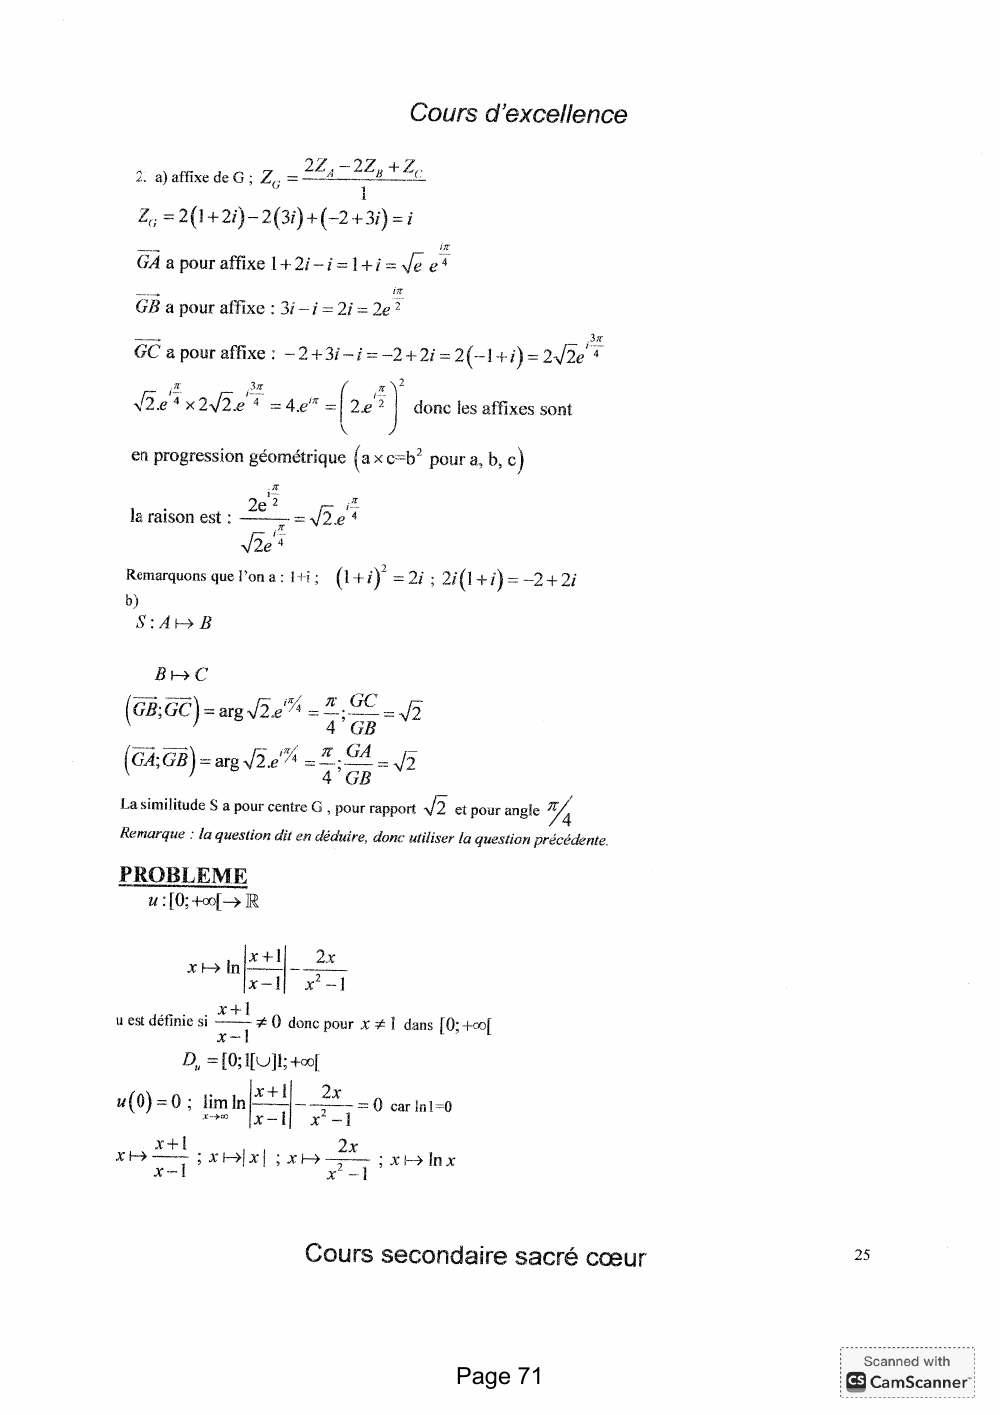 Cours d'excellence
2. a) affixe de G ; Z_G = (2Z_A − 2Z_B + Z_C) / 1
Z_G = 2(1+2i) − 2(3i) + (−2+3i) = i
GA a pour affixe 1+2i−i = 1+i = √e e^(iπ/4)
GB a pour affixe : 3i−i = 2i = 2e^(iπ/2)
GC a pour affixe : −2+3i−i = −2+2i = 2(−1+i) = 2√2e^(i3π/4)
√2.e^(iπ/4) × 2√2.e^(i3π/4) = 4.e^(iπ) = (2.e^(iπ/2))² donc les affixes sont
en progression géométrique (a×c=b² pour a, b, c)
la raison est : 2e^(iπ/2) / √2e^(iπ/4) = √2.e^(iπ/4)
Remarquons que l'on a : 1+i ; (1+i)² = 2i ; 2i(1+i) = −2+2i
b)
S : A ↦ B
B ↦ C
(GB;GC) = arg √2.e^(iπ/4) = π/4 ; GC/GB = √2
(GA;GB) = arg √2.e^(iπ/4) = π/4 ; GA/GB = √2
La similitude S a pour centre G , pour rapport √2 et pour angle π/4
Remarque : la question dit en déduire, donc utiliser la question précédente.
PROBLEME
u : [0;+∞[ → ℝ
x ↦ ln |(x+1)/(x−1)| − 2x/(x²−1)
u est définie si (x+1)/(x−1) ≠ 0 donc pour x ≠ 1 dans [0;+∞[
D_u = [0;1[∪]1;+∞[
u(0) = 0 ; lim x→∞ ln |(x+1)/(x−1)| − 2x/(x²−1) = 0 car ln1=0
x ↦ (x+1)/(x−1) ; x ↦ |x| ; x ↦ 2x/(x²−1) ; x ↦ ln x
Cours secondaire sacré cœur
25
Page 71
Scanned with
CS CamScanner